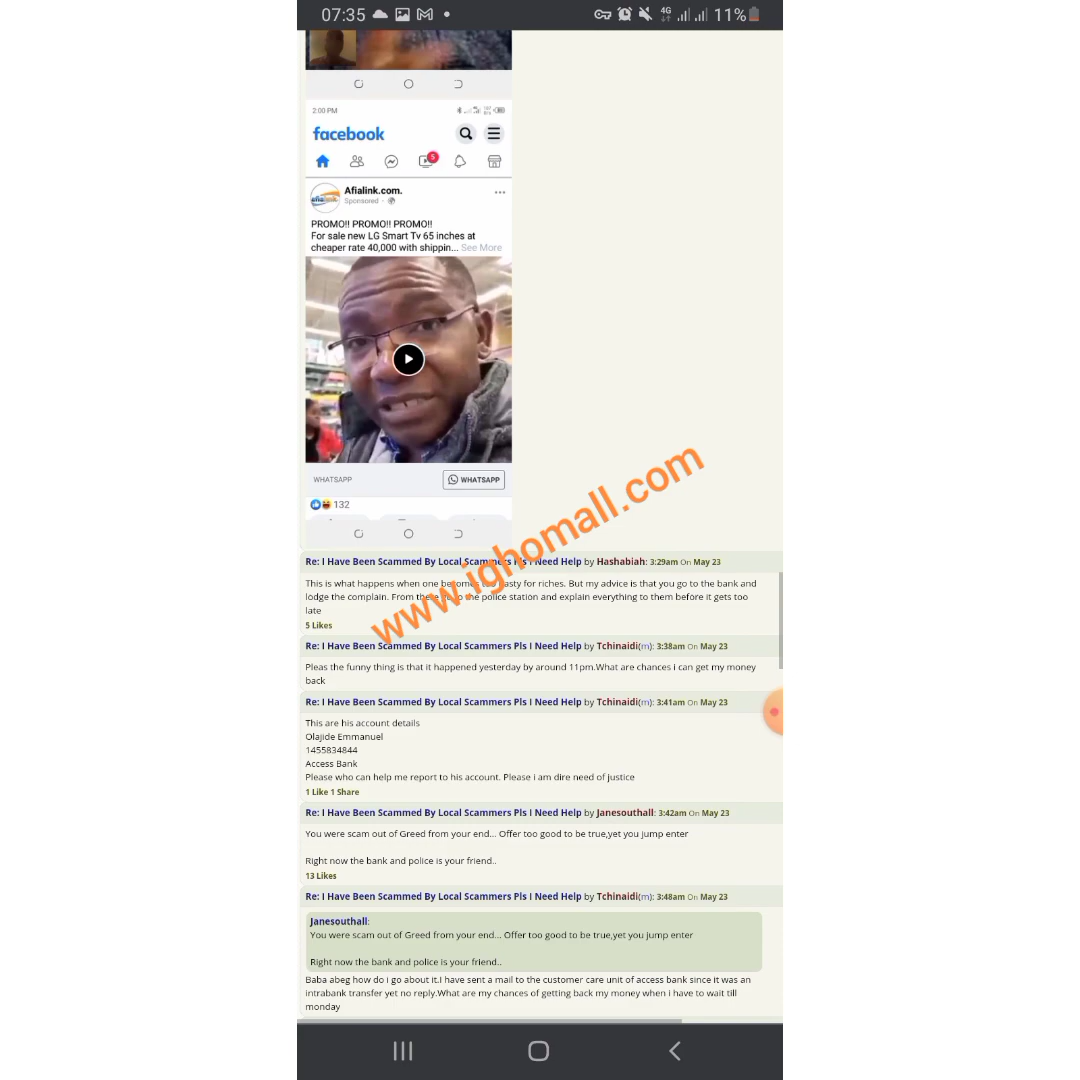 07:35
4G
11%
2:00 PM
facebook
5
Afialink.com.
Sponsored ·
PROMO!! PROMO!! PROMO!!
For sale new LG Smart Tv 65 inches at
cheaper rate 40,000 with shippin... See More
WHATSAPP
WHATSAPP
132
www.ighomall.com
Re: I Have Been Scammed By Local Scammers Pls I Need Help by Hashabiah: 3:29am On May 23
This is what happens when one becomes too hasty for riches. But my advice is that you go to the bank and
lodge the complain. From there go to the police station and explain everything to them before it gets too
late
5 Likes
Re: I Have Been Scammed By Local Scammers Pls I Need Help by Tchinaidi(m): 3:38am On May 23
Pleas the funny thing is that it happened yesterday by around 11pm.What are chances i can get my money
back
Re: I Have Been Scammed By Local Scammers Pls I Need Help by Tchinaidi(m): 3:41am On May 23
This are his account details
Olajide Emmanuel
1455834844
Access Bank
Please who can help me report to his account. Please i am dire need of justice
1 Like 1 Share
Re: I Have Been Scammed By Local Scammers Pls I Need Help by Janesouthall: 3:42am On May 23
You were scam out of Greed from your end... Offer too good to be true,yet you jump enter
Right now the bank and police is your friend..
13 Likes
Re: I Have Been Scammed By Local Scammers Pls I Need Help by Tchinaidi(m): 3:48am On May 23
Janesouthall:
You were scam out of Greed from your end... Offer too good to be true,yet you jump enter
Right now the bank and police is your friend..
Baba abeg how do i go about it.I have sent a mail to the customer care unit of access bank since it was an
intrabank transfer yet no reply.What are my chances of getting back my money when i have to wait till
monday